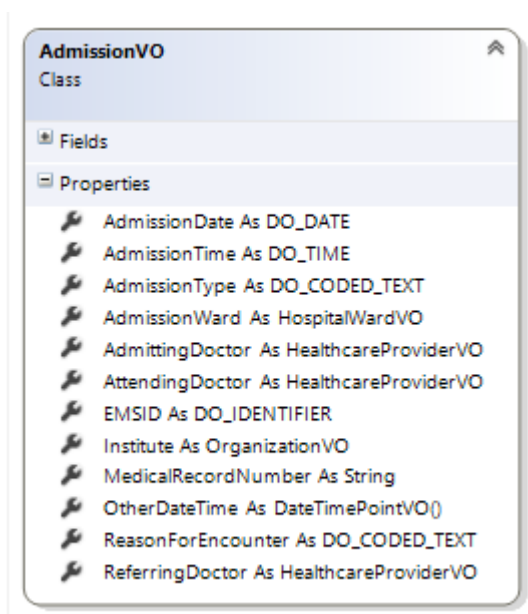 AdmissionVO
Class
Fields
Properties
AdmissionDate As DO_DATE
AdmissionTime As DO_TIME
AdmissionType As DO_CODED_TEXT
AdmissionWard As HospitalWardVO
AdmittingDoctor As HealthcareProviderVO
AttendingDoctor As HealthcareProviderVO
EMSID As DO_IDENTIFIER
Institute As OrganizationVO
MedicalRecordNumber As String
OtherDateTime As DateTimePointVO()
ReasonForEncounter As DO_CODED_TEXT
ReferringDoctor As HealthcareProviderVO